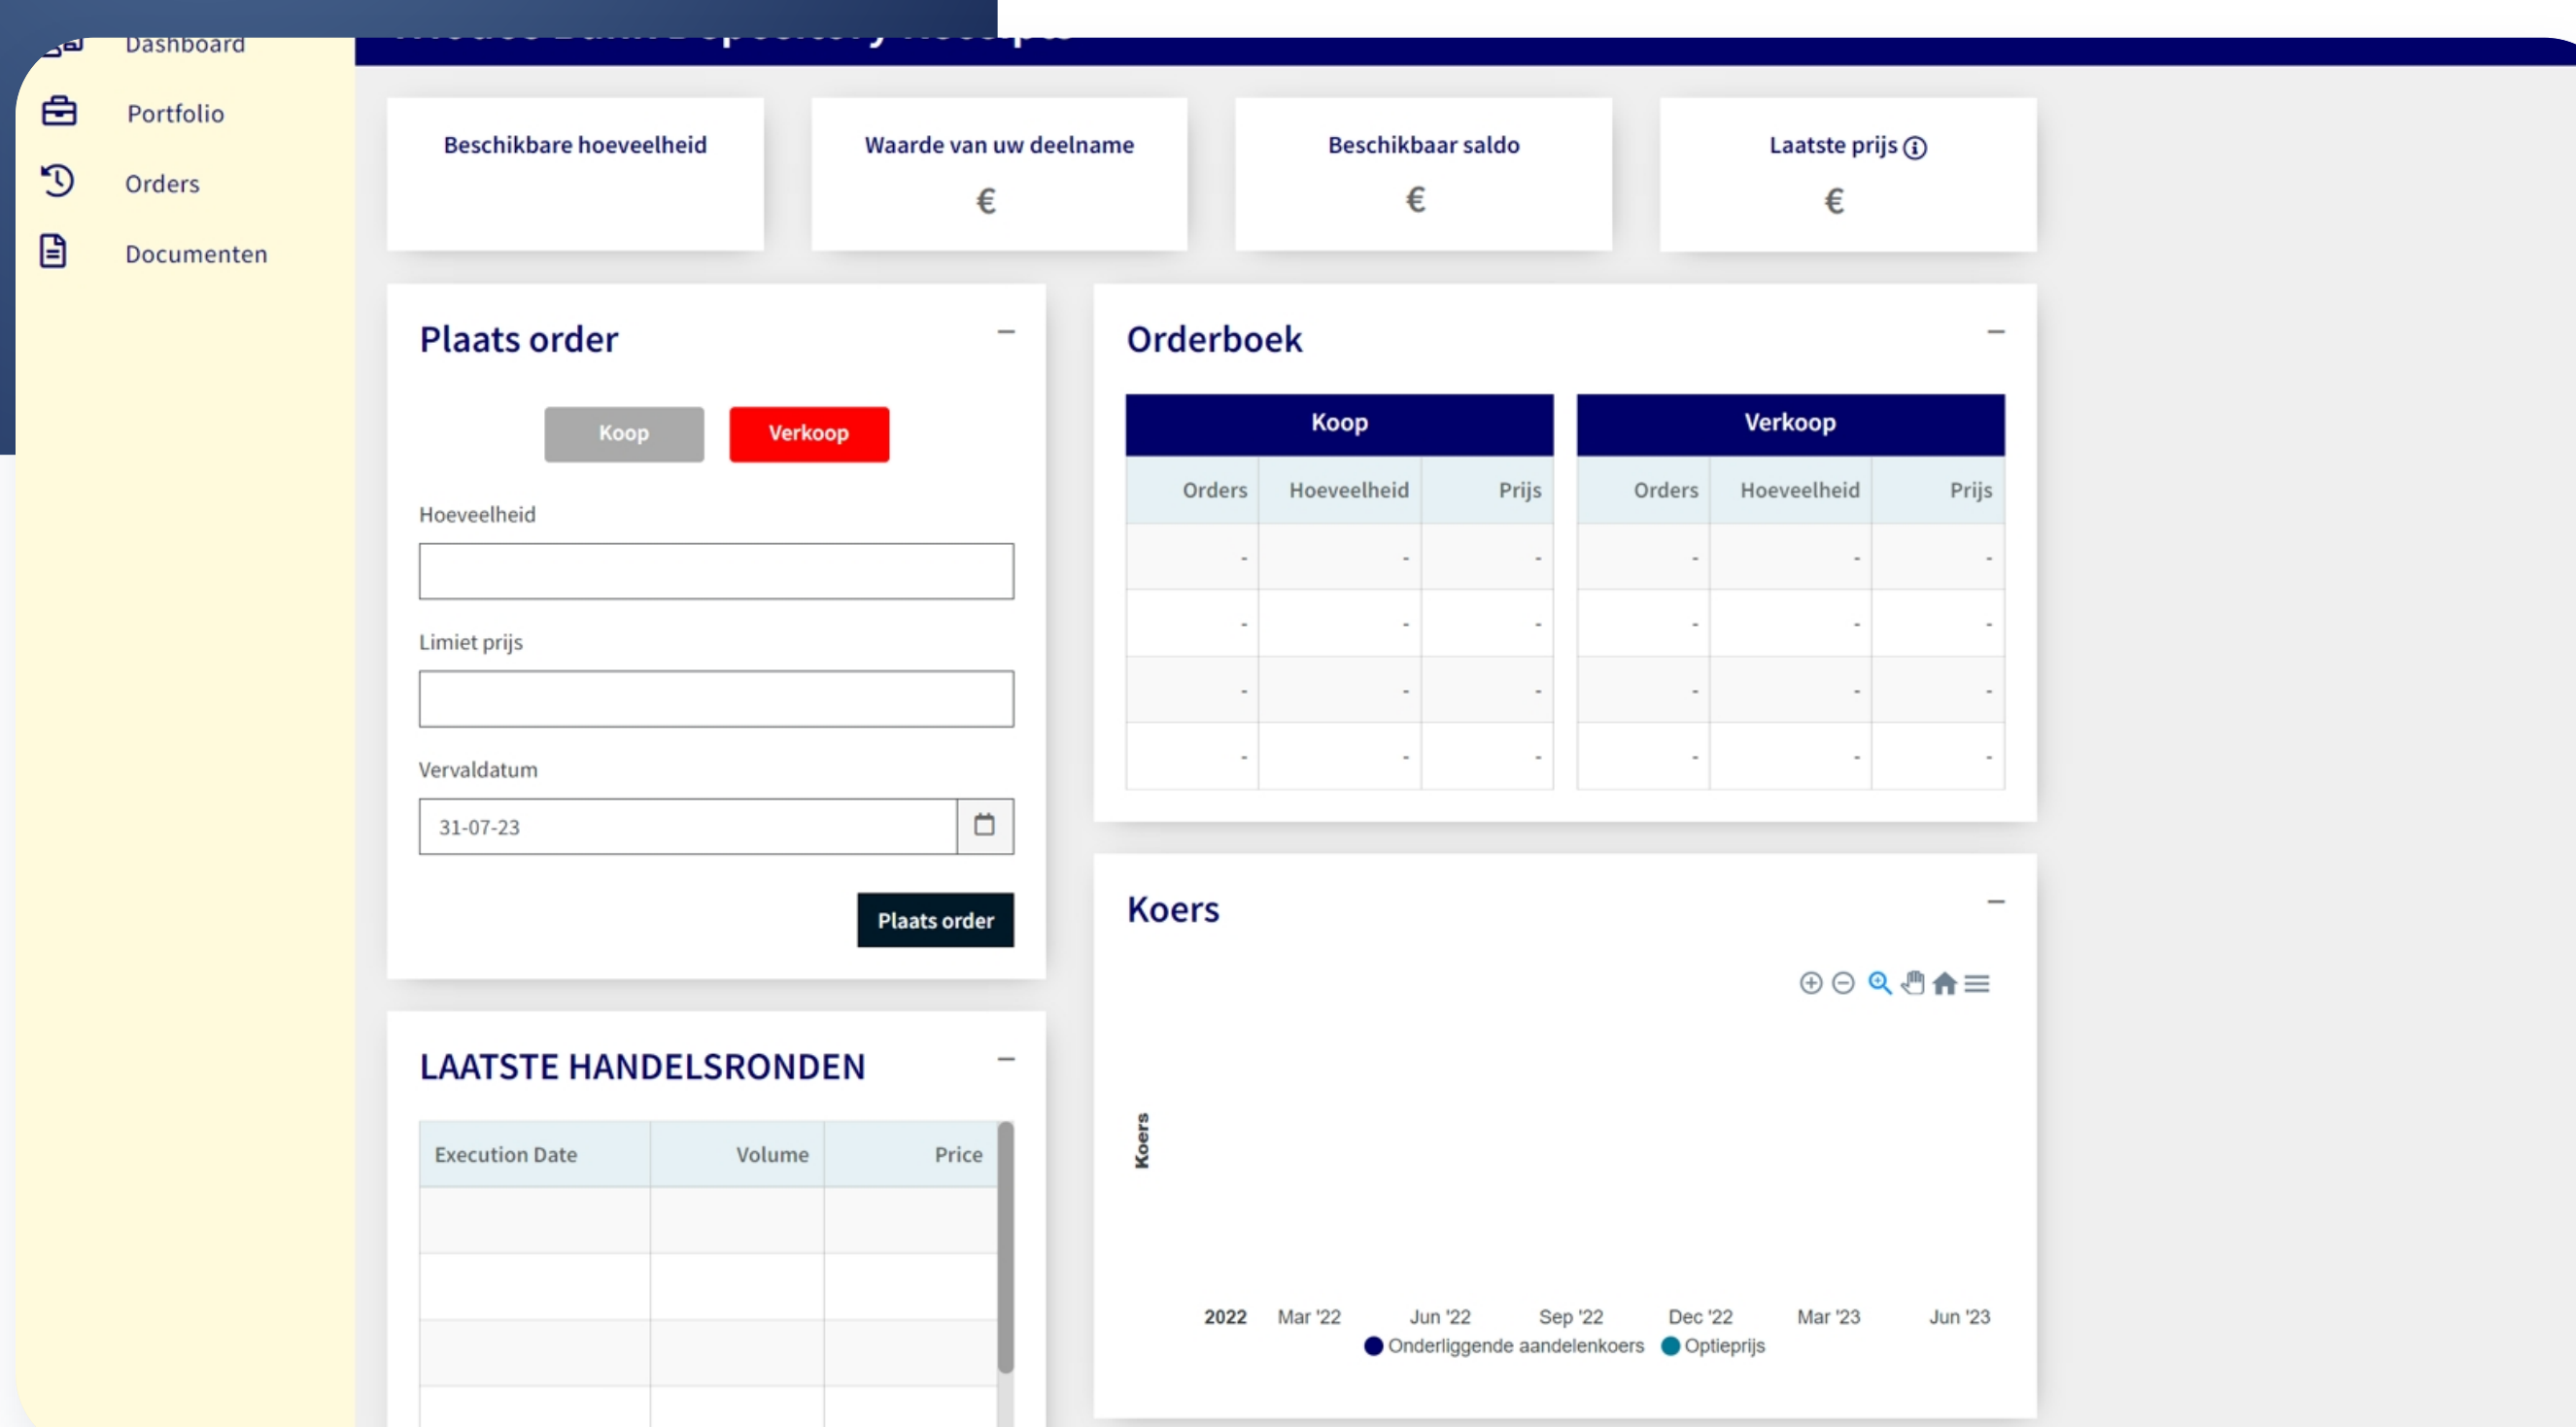 Dashboard
Portfolio
Orders
Documenten
Beschikbare hoeveelheid
Waarde van uw deelname
€
Beschikbaar saldo
€
Laatste prijs
€
Plaats order
Koop
Verkoop
Hoeveelheid
Limiet prijs
Vervaldatum
31-07-23
Plaats order
Orderboek
Koop
Verkoop
Orders Hoeveelheid Prijs
Orders Hoeveelheid Prijs
- - - - - -
- - - - - -
- - - - - -
- - - - - -
LAATSTE HANDELSRONDEN
Execution Date Volume Price
Koers
Koers
2022 Mar '22 Jun '22 Sep '22 Dec '22 Mar '23 Jun '23
Onderliggende aandelenkoers Optieprijs